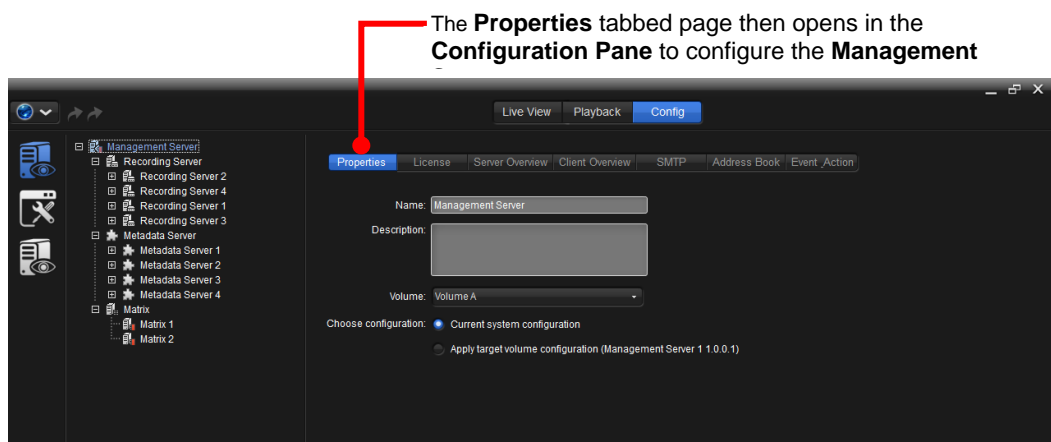 The Properties tabbed page then opens in the
Configuration Pane to configure the Management
Live View Playback Config
Management Server
Recording Server
Recording Server 2
Recording Server 4
Recording Server 1
Recording Server 3
Metadata Server
Metadata Server 1
Metadata Server 2
Metadata Server 3
Metadata Server 4
Matrix
Matrix 1
Matrix 2
Properties License Server Overview Client Overview SMTP Address Book Event_Action
Name: Management Server
Description:
Volume: Volume A
Choose configuration: Current system configuration
Apply target volume configuration (Management Server 1 1.0.0.1)